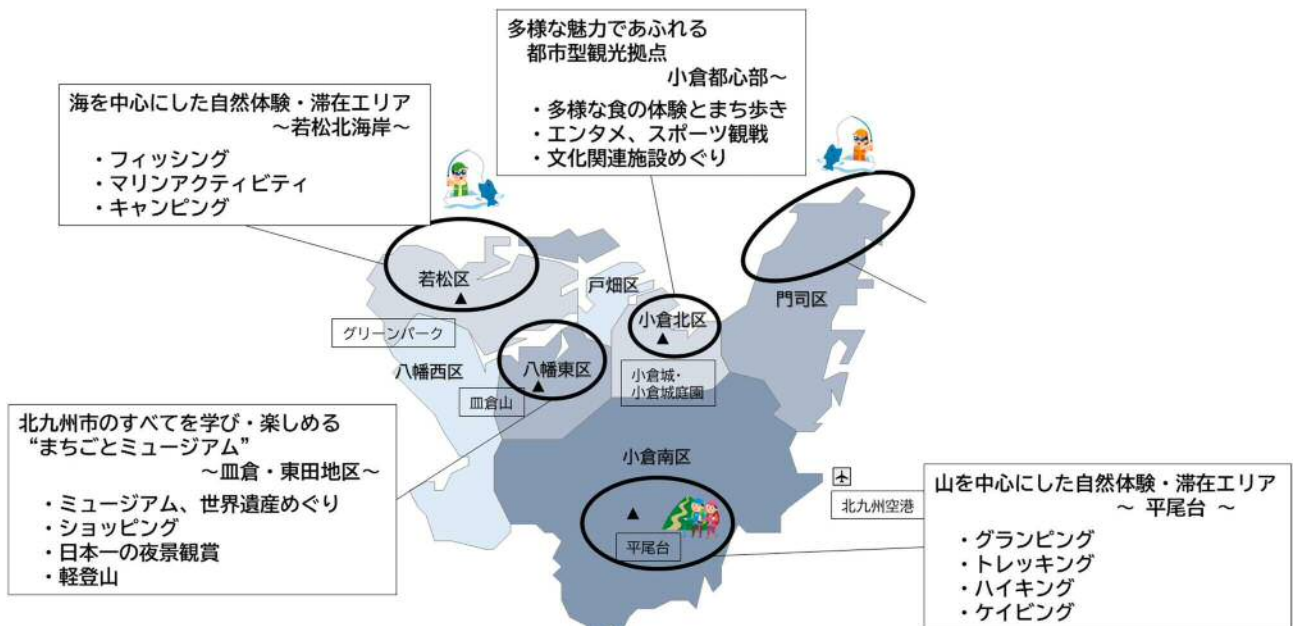 多様な魅力であふれる
都市型観光拠点
小倉都心部～
・多様な食の体験とまち歩き
・エンタメ、スポーツ観戦
・文化関連施設めぐり
海を中心にした自然体験・滞在エリア
～若松北海岸～
・フィッシング
・マリンアクティビティ
・キャンピング
若松区
戸畑区
門司区
小倉北区
グリーンパーク
八幡西区
八幡東区
小倉城・
小倉城庭園
皿倉山
北九州市のすべてを学び・楽しめる
“まちごとミュージアム”
～皿倉・東田地区～
・ミュージアム、世界遺産めぐり
・ショッピング
・日本一の夜景観賞
・軽登山
小倉南区
平尾台
北九州空港
山を中心にした自然体験・滞在エリア
～ 平尾台 ～
・グランピング
・トレッキング
・ハイキング
・ケイビング